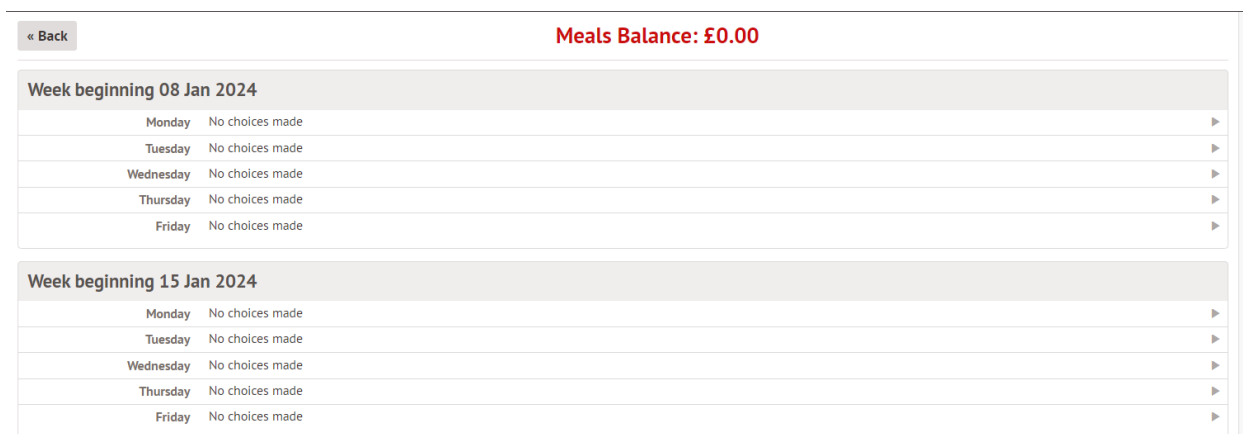 « Back
Meals Balance: £0.00
Week beginning 08 Jan 2024
Monday No choices made
Tuesday No choices made
Wednesday No choices made
Thursday No choices made
Friday No choices made
Week beginning 15 Jan 2024
Monday No choices made
Tuesday No choices made
Wednesday No choices made
Thursday No choices made
Friday No choices made